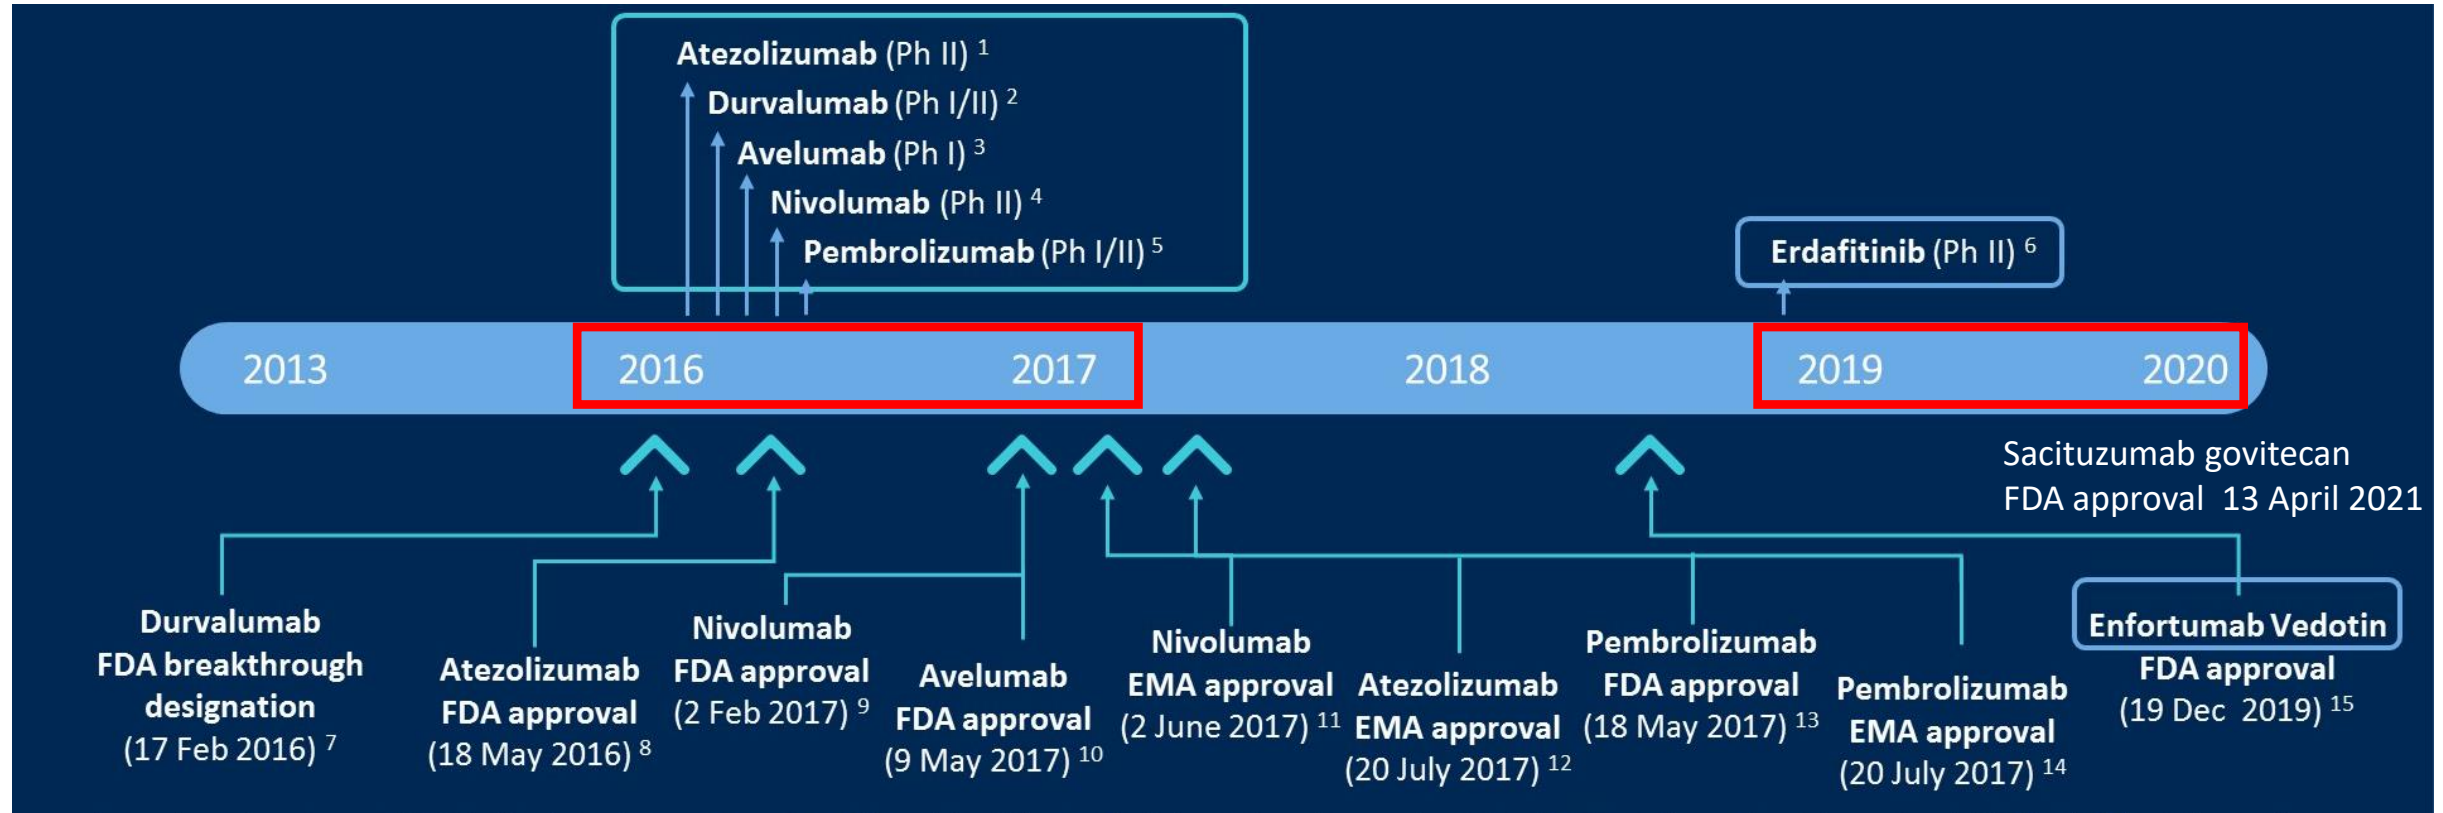 Atezolizumab (Ph II) 1
Durvalumab (Ph I/II) 2
Avelumab (Ph I) 3
Nivolumab (Ph II) 4
Pembrolizumab (Ph I/II) 5
Erdafitinib (Ph II) 6
2013
2016
2017
2018
2019
2020
Sacituzumab govitecan
FDA approval 13 April 2021
Durvalumab
FDA breakthrough
designation
(17 Feb 2016) 7
Atezolizumab
FDA approval
(18 May 2016) 8
Nivolumab
FDA approval
(2 Feb 2017) 9
Avelumab
FDA approval
(9 May 2017) 10
Nivolumab
EMA approval
(2 June 2017) 11
Atezolizumab
EMA approval
(20 July 2017) 12
Pembrolizumab
FDA approval
(18 May 2017) 13
Pembrolizumab
EMA approval
(20 July 2017) 14
Enfortumab Vedotin
FDA approval
(19 Dec 2019) 15